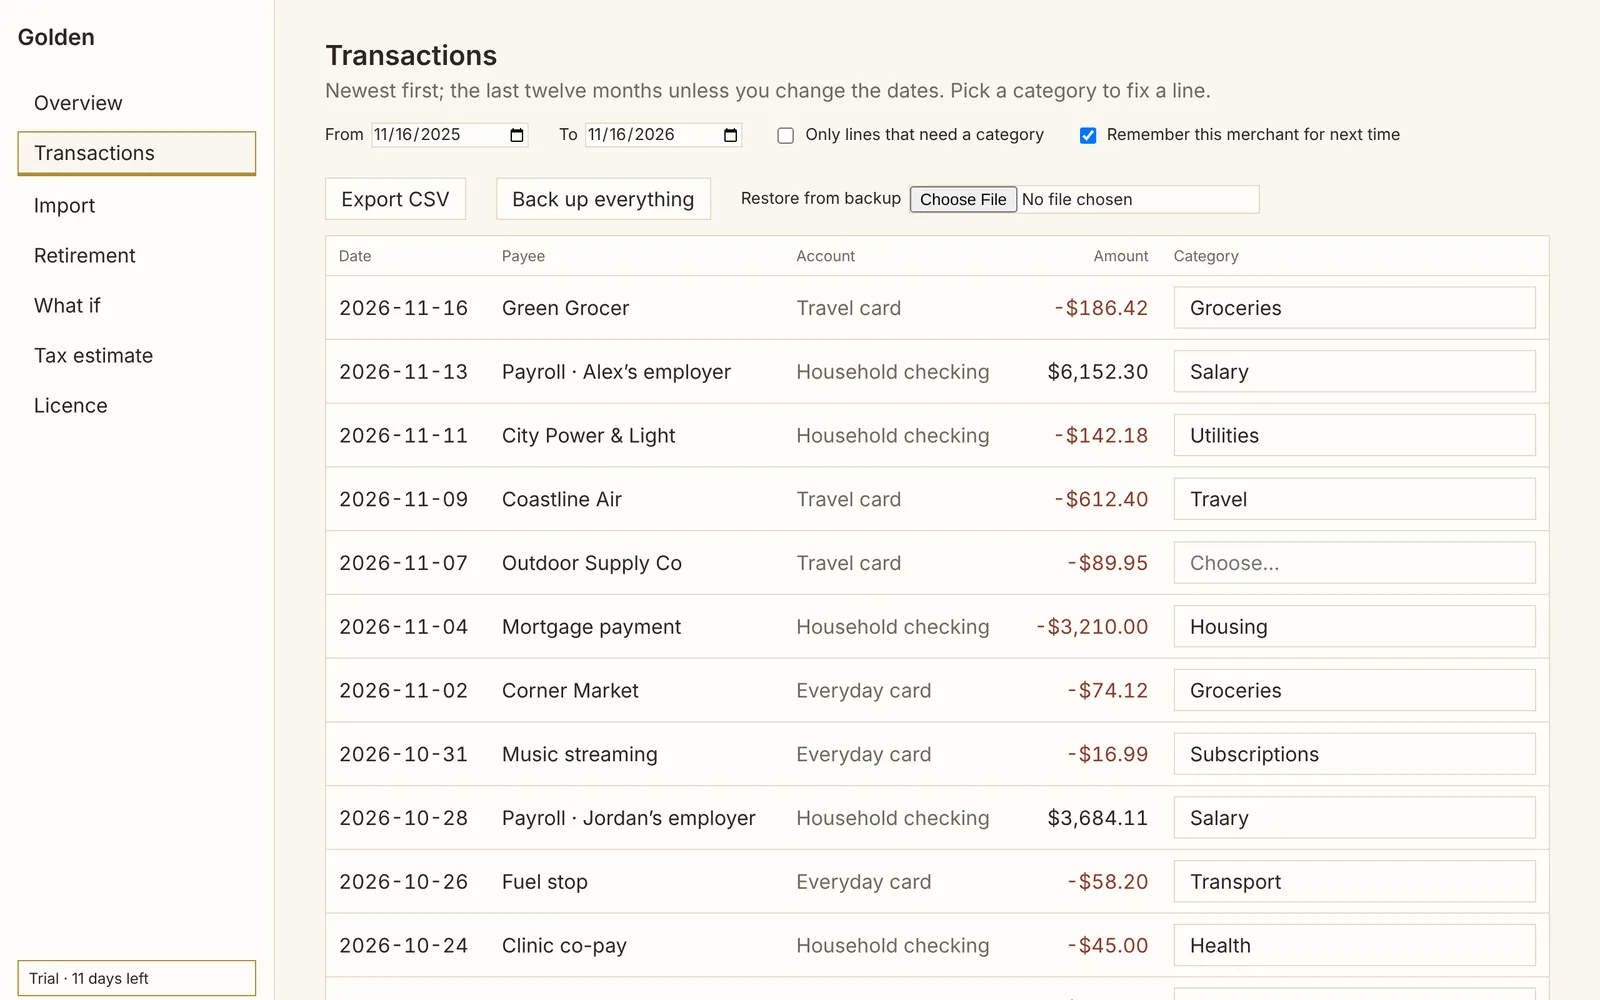 Golden
Overview
Transactions
Import
Retirement
What if
Tax estimate
Licence
Trial · 11 days left
Transactions
Newest first; the last twelve months unless you change the dates. Pick a category to fix a line.
From 11/16/2025 To 11/16/2026 Only lines that need a category Remember this merchant for next time
Export CSV Back up everything Restore from backup Choose File No file chosen
Date Payee Account Amount Category
2026-11-16 Green Grocer Travel card -$186.42 Groceries
2026-11-13 Payroll · Alex’s employer Household checking $6,152.30 Salary
2026-11-11 City Power & Light Household checking -$142.18 Utilities
2026-11-09 Coastline Air Travel card -$612.40 Travel
2026-11-07 Outdoor Supply Co Travel card -$89.95 Choose…
2026-11-04 Mortgage payment Household checking -$3,210.00 Housing
2026-11-02 Corner Market Everyday card -$74.12 Groceries
2026-10-31 Music streaming Everyday card -$16.99 Subscriptions
2026-10-28 Payroll · Jordan’s employer Household checking $3,684.11 Salary
2026-10-26 Fuel stop Everyday card -$58.20 Transport
2026-10-24 Clinic co-pay Household checking -$45.00 Health